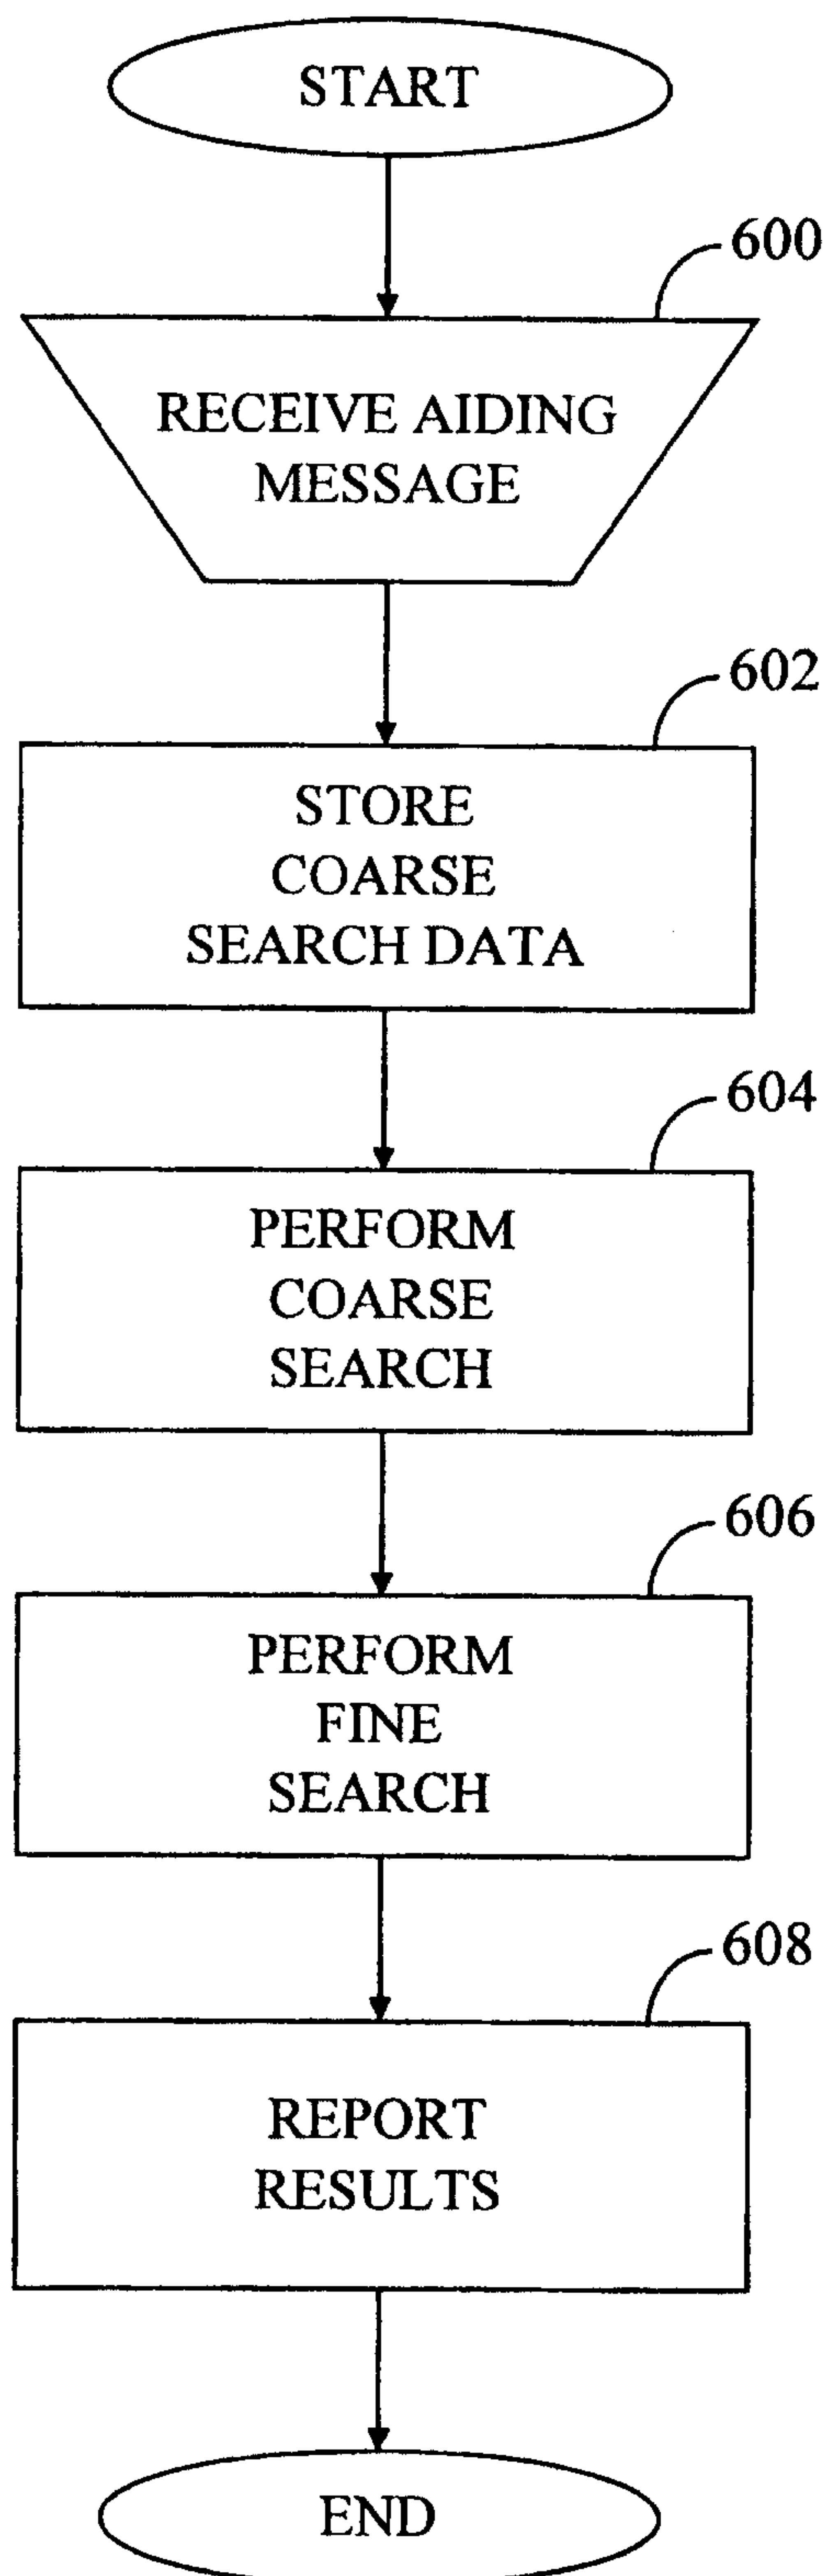 START
600
RECEIVE AIDING
MESSAGE
602
STORE
COARSE
SEARCH DATA
604
PERFORM
COARSE
SEARCH
606
PERFORM
FINE
SEARCH
608
REPORT
RESULTS
END